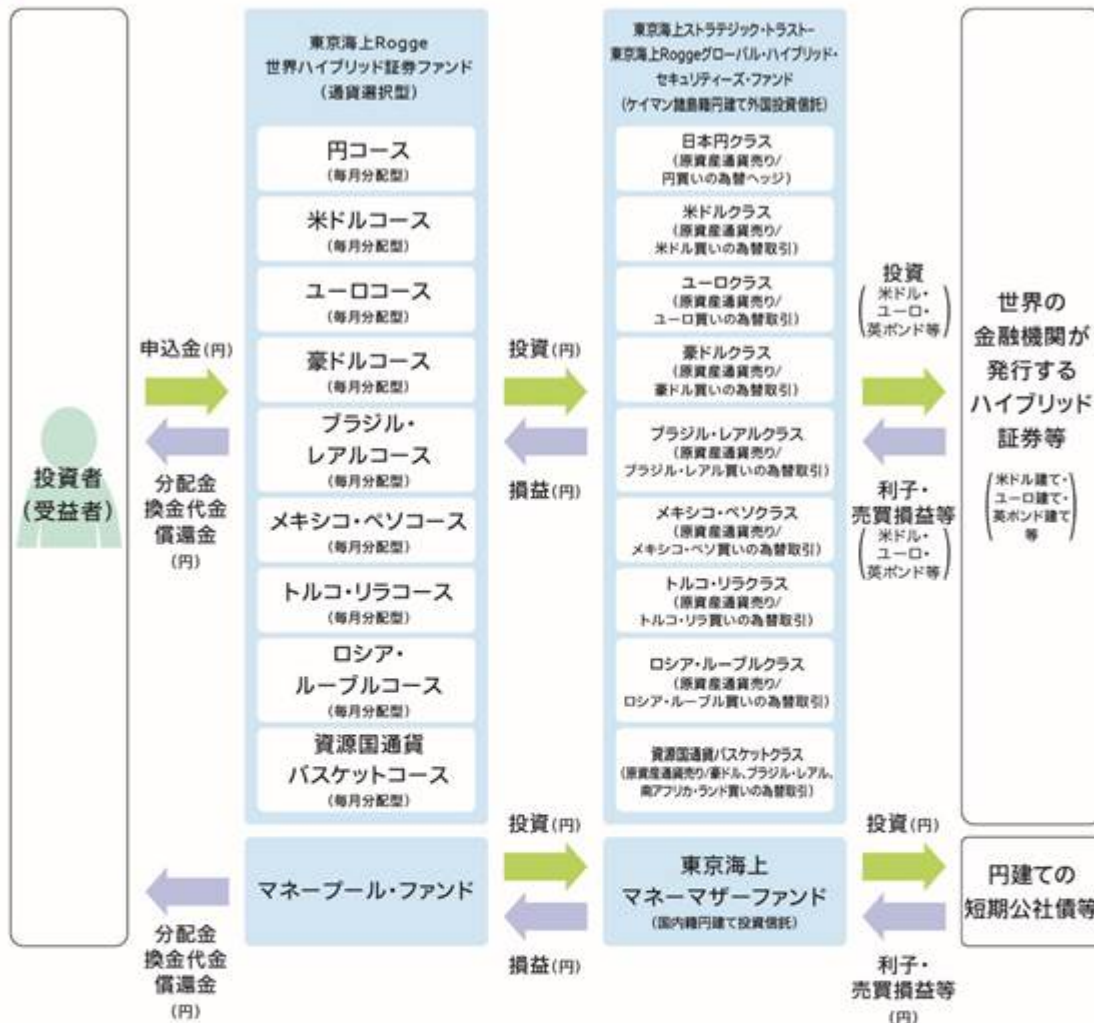 投資者
(受益者)
申込金(円)
分配金
換金代金
償還金
(円)
東京海上Rogge
世界ハイブリッド証券ファンド
(通貨選択型)
円コース
(毎月分配型)
米ドルコース
(毎月分配型)
ユーロコース
(毎月分配型)
豪ドルコース
(毎月分配型)
ブラジル・
レアルコース
(毎月分配型)
メキシコ・ペソコース
(毎月分配型)
トルコ・リラコース
(毎月分配型)
ロシア・
ルーブルコース
(毎月分配型)
資源国通貨
バスケットコース
(毎月分配型)
投資(円)
損益(円)
東京海上ストラテジック・トラスト-
東京海上Roggeグローバル・ハイブリッド・
セキュリティーズ・ファンド
(ケイマン諸島籍円建て外国投資信託)
日本円クラス
(原資産通貨売り/
円買いの為替ヘッジ)
米ドルクラス
(原資産通貨売り/
米ドル買いの為替取引)
ユーロクラス
(原資産通貨売り/
ユーロ買いの為替取引)
豪ドルクラス
(原資産通貨売り/
豪ドル買いの為替取引)
ブラジル・レアルクラス
(原資産通貨売り/
ブラジル・レアル買いの為替取引)
メキシコ・ペソクラス
(原資産通貨売り/
メキシコ・ペソ買いの為替取引)
トルコ・リラクラス
(原資産通貨売り/
トルコ・リラ買いの為替取引)
ロシア・ルーブルクラス
(原資産通貨売り/
ロシア・ルーブル買いの為替取引)
資源国通貨バスケットクラス
(原資産通貨売り/豪ドル、ブラジル・レアル、
南アフリカ・ランド買いの為替取引)
投資
(米ドル・
ユーロ・
英ポンド等)
利子・
売買損益等
(米ドル・
ユーロ・
英ポンド等)
世界の
金融機関が
発行する
ハイブリッド
証券等
(米ドル建て・
ユーロ建て・
英ポンド建て
等)
分配金
換金代金
償還金
(円)
マネープール・ファンド
投資(円)
損益(円)
東京海上
マネーマザーファンド
(国内籍円建て投資信託)
投資(円)
利子・
売買損益等
(円)
円建ての
短期公社債等